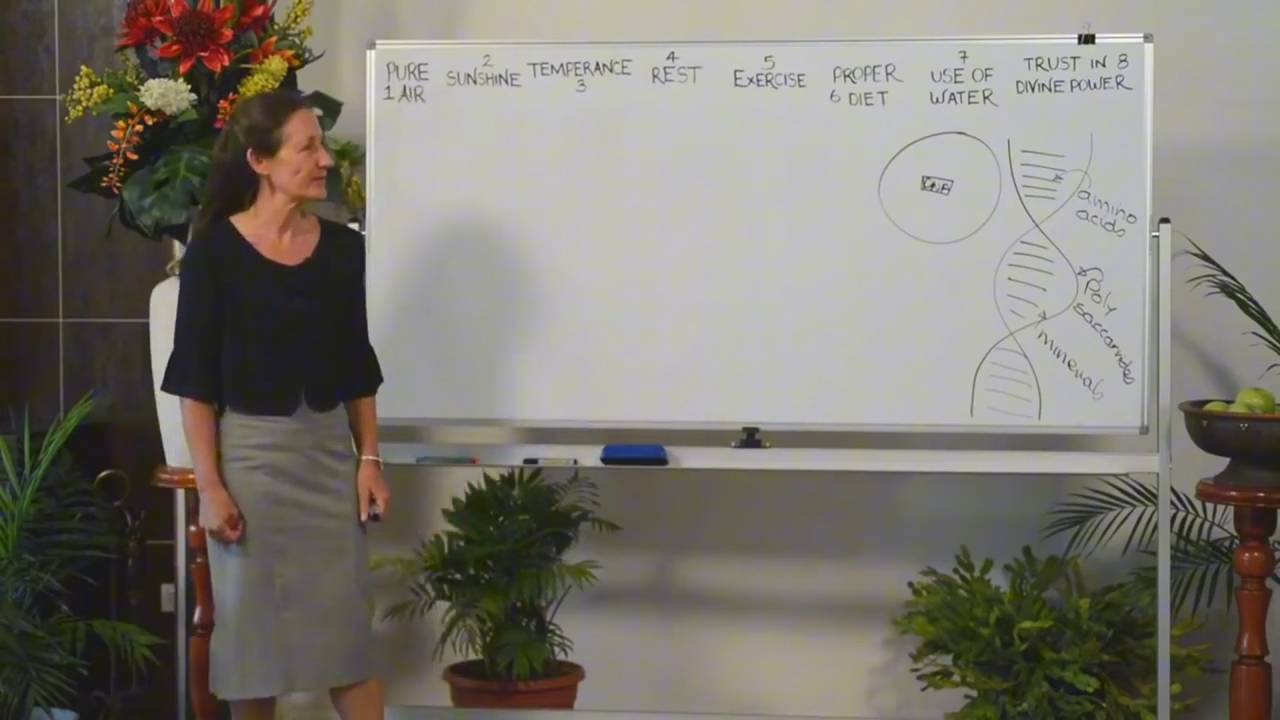 PURE
1 AIR
2
SUNSHINE
TEMPERANCE
3
4
REST
5
EXERCISE
PROPER
6 DIET
7
USE OF
WATER
TRUST IN 8
DIVINE POWER
amino
acids
Poly
saccarides
minerals